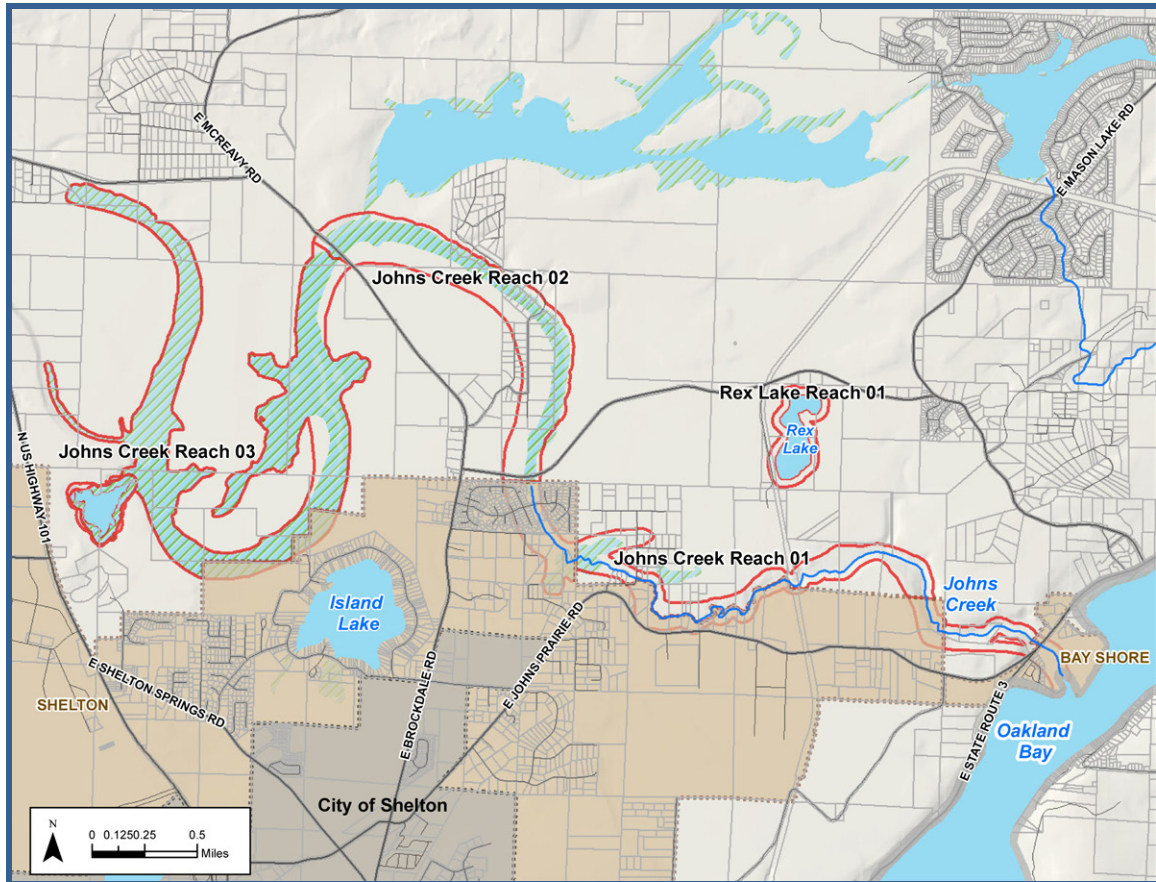 E MCREAVY RD
E MASON LAKE RD
Johns Creek Reach 02
Rex Lake Reach 01
Rex
Lake
Johns Creek Reach 03
N US HIGHWAY 101
Johns Creek Reach 01
Johns
Creek
Island
Lake
E JOHNS PRAIRIE RD
E BROCKDALE RD
BAY SHORE
E SHELTON SPRINGS RD
SHELTON
E STATE ROUTE 3
Oakland
Bay
City of Shelton
N
0 0.125 0.25 0.5
Miles